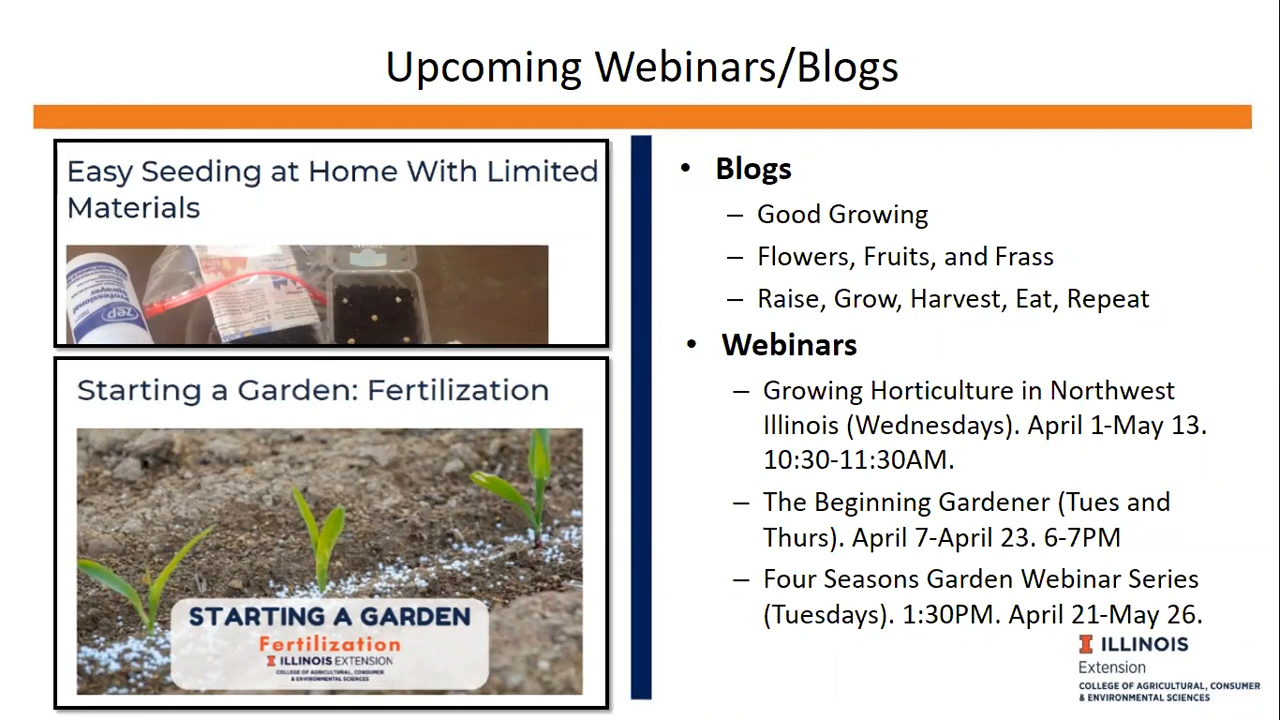 Upcoming Webinars/Blogs
Easy Seeding at Home With Limited
Materials
Professional
Sprayer
Zep
Starting a Garden: Fertilization
STARTING A GARDEN
Fertilization
ILLINOIS EXTENSION
COLLEGE OF AGRICULTURAL, CONSUMER
& ENVIRONMENTAL SCIENCES
• Blogs
– Good Growing
– Flowers, Fruits, and Frass
– Raise, Grow, Harvest, Eat, Repeat
• Webinars
– Growing Horticulture in Northwest
Illinois (Wednesdays). April 1-May 13.
10:30-11:30AM.
– The Beginning Gardener (Tues and
Thurs). April 7-April 23. 6-7PM
– Four Seasons Garden Webinar Series
(Tuesdays). 1:30PM. April 21-May 26.
I ILLINOIS
Extension
COLLEGE OF AGRICULTURAL, CONSUMER
& ENVIRONMENTAL SCIENCES